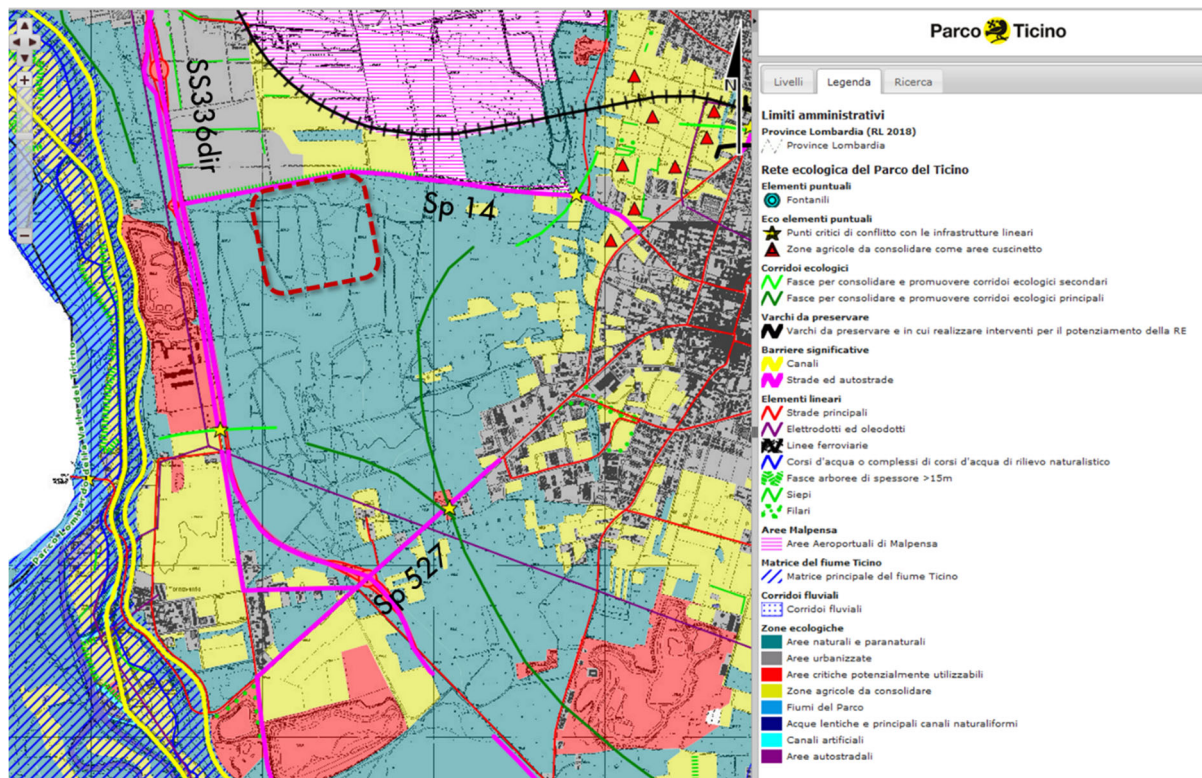 SS336dir
Sp 14
Sp 527
N
Parco Ticino
Livelli
Legenda
Ricerca
Limiti amministrativi
Province Lombardia (RL 2018)
Province Lombardia
Rete ecologica del Parco del Ticino
Elementi puntuali
Fontanili
Eco elementi puntuali
Punti critici di conflitto con le infrastrutture lineari
Zone agricole da consolidare come aree cuscinetto
Corridoi ecologici
Fasce per consolidare e promuovere corridoi ecologici secondari
Fasce per consolidare e promuovere corridoi ecologici principali
Varchi da preservare
Varchi da preservare e in cui realizzare interventi per il potenziamento della RE
Barriere significative
Canali
Strade ed autostrade
Elementi lineari
Strade principali
Elettrodotti ed oleodotti
Linee ferroviarie
Corsi d'acqua o complessi di corsi d'acqua di rilievo naturalistico
Fasce arboree di spessore >15m
Siepi
Filari
Aree Malpensa
Aree Aeroportuali di Malpensa
Matrice del fiume Ticino
Matrice principale del fiume Ticino
Corridoi fluviali
Corridoi fluviali
Zone ecologiche
Aree naturali e paranaturali
Aree urbanizzate
Aree critiche potenzialmente utilizzabili
Zone agricole da consolidare
Fiumi del Parco
Acque lentiche e principali canali naturaliformi
Canali artificiali
Aree autostradali